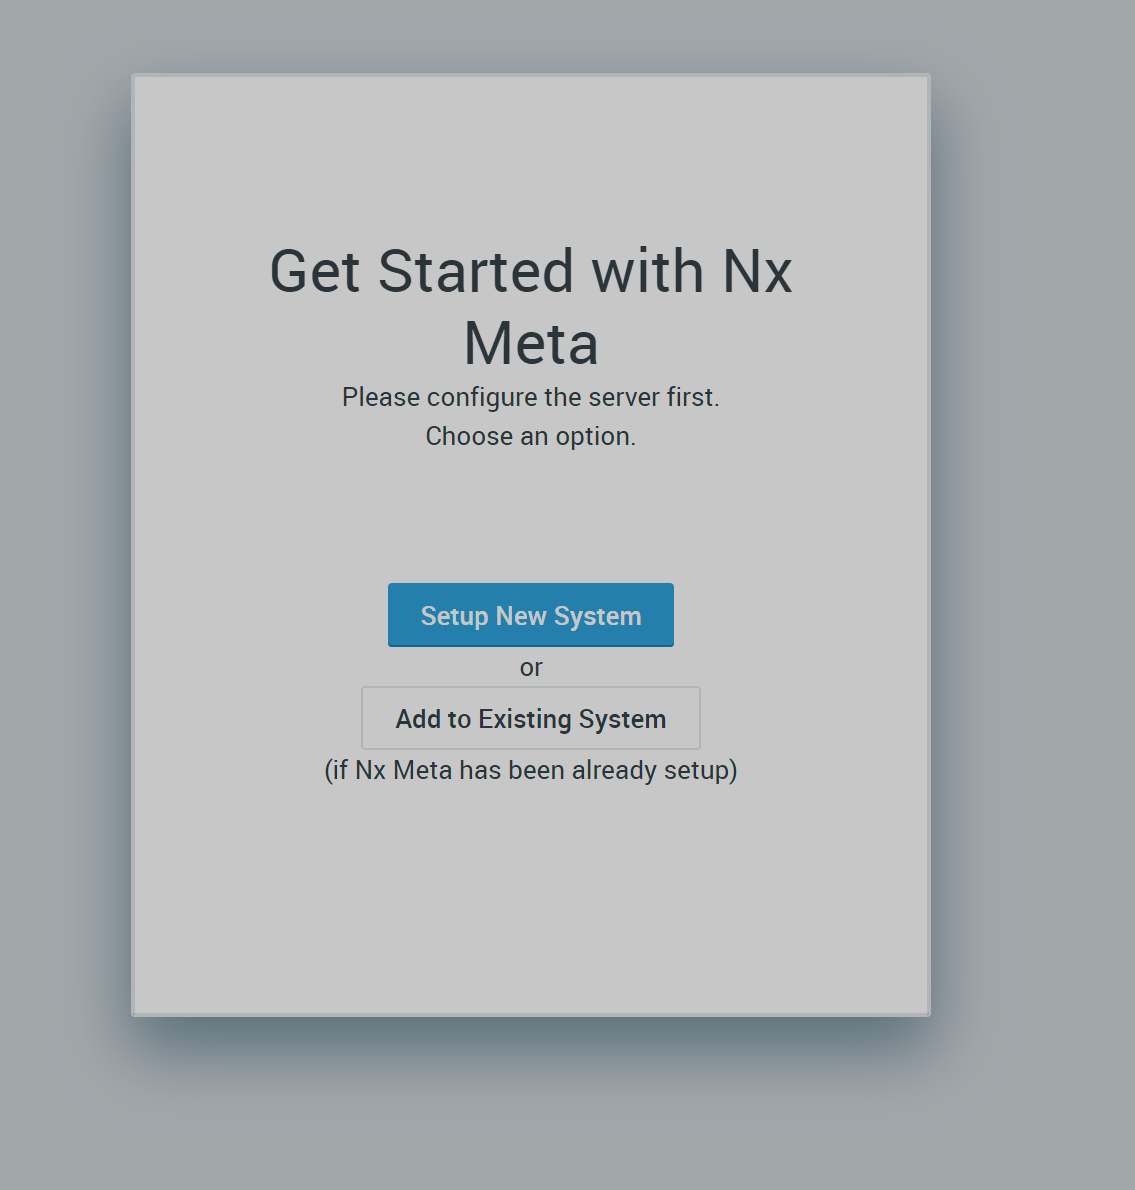 Get Started with Nx
Meta
Please configure the server first.
Choose an option.
Setup New System
or
Add to Existing System
(if Nx Meta has been already setup)